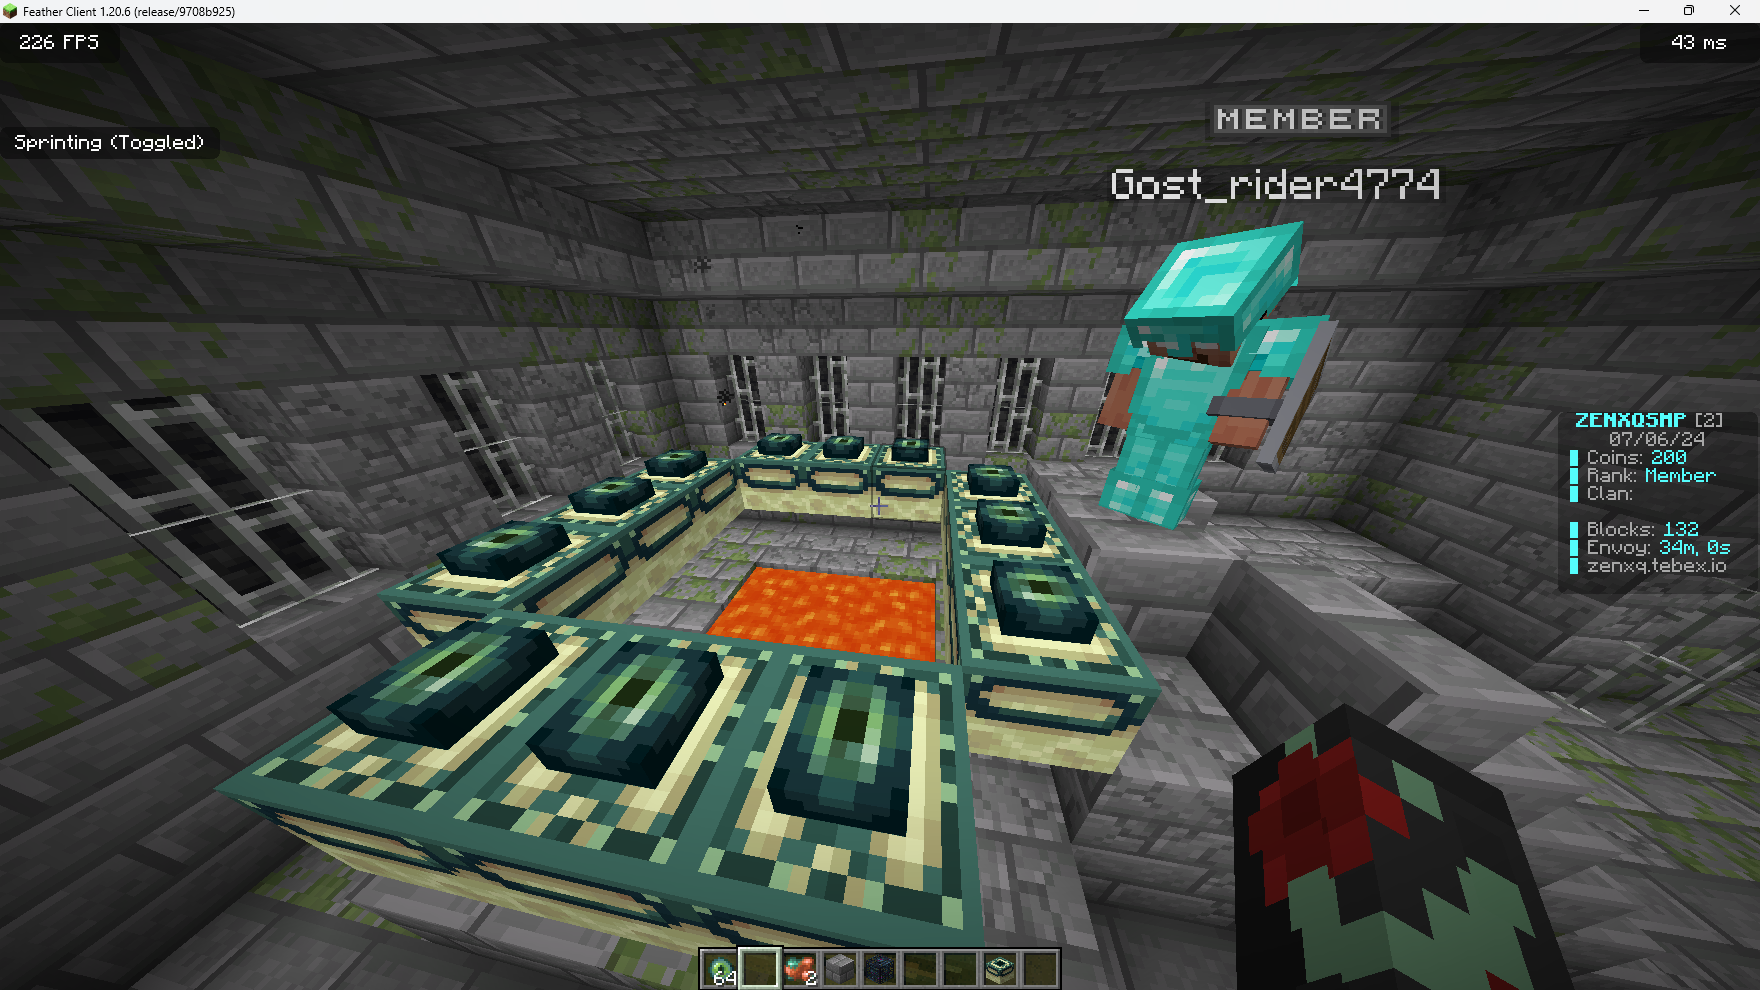 Feather Client 1.20.6 (release/9708b925)
226 FPS
43 ms
Sprinting (Toggled)
MEMBER
Gost_rider4774
ZENXQSMP [2]
07/06/24
Coins: 200
Rank: Member
Clan:
Blocks: 132
Envoy: 34m, 0s
zenxq.tebex.io
64
2